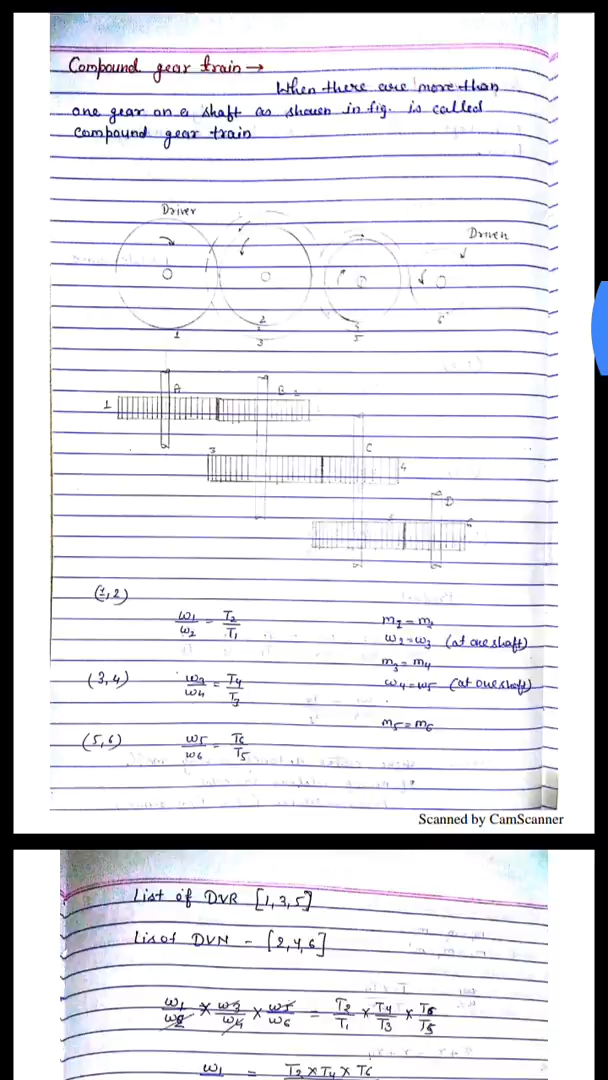 Compound gear train →
When there are more than
one gear on a shaft as shown in fig. is called
compound gear train
Driver
Driven
1
2
3
5
6
A
B 2
1
3
C
4
D
5
6
(1,2)
ω1/ω2 = T2/T1
m2 = m1
ω2=ω3 (at one shaft)
m3 = m4
(3,4)
ω3/ω4 = T4/T3
ω4=ω5 (at one shaft)
m5 = m6
(5,6)
ω5/ω6 = T6/T5
Scanned by CamScanner
List of DVR [1,3,5]
Lisot DVN - [2,4,6]
ω1/ω2 × ω3/ω4 × ω5/ω6 = T2/T1 × T4/T3 × T6/T5
ω1 = T2×T4×T6